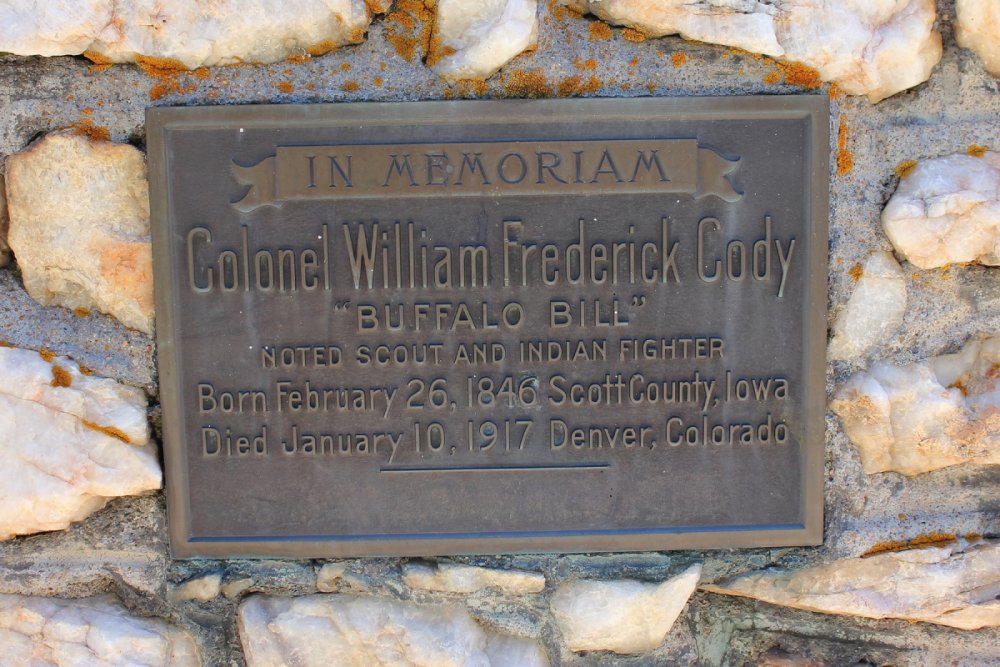 IN MEMORIAM
Colonel William Frederick Cody
"BUFFALO BILL"
NOTED SCOUT AND INDIAN FIGHTER
Born February 26, 1846 Scott County, Iowa
Died January 10, 1917 Denver, Colorado